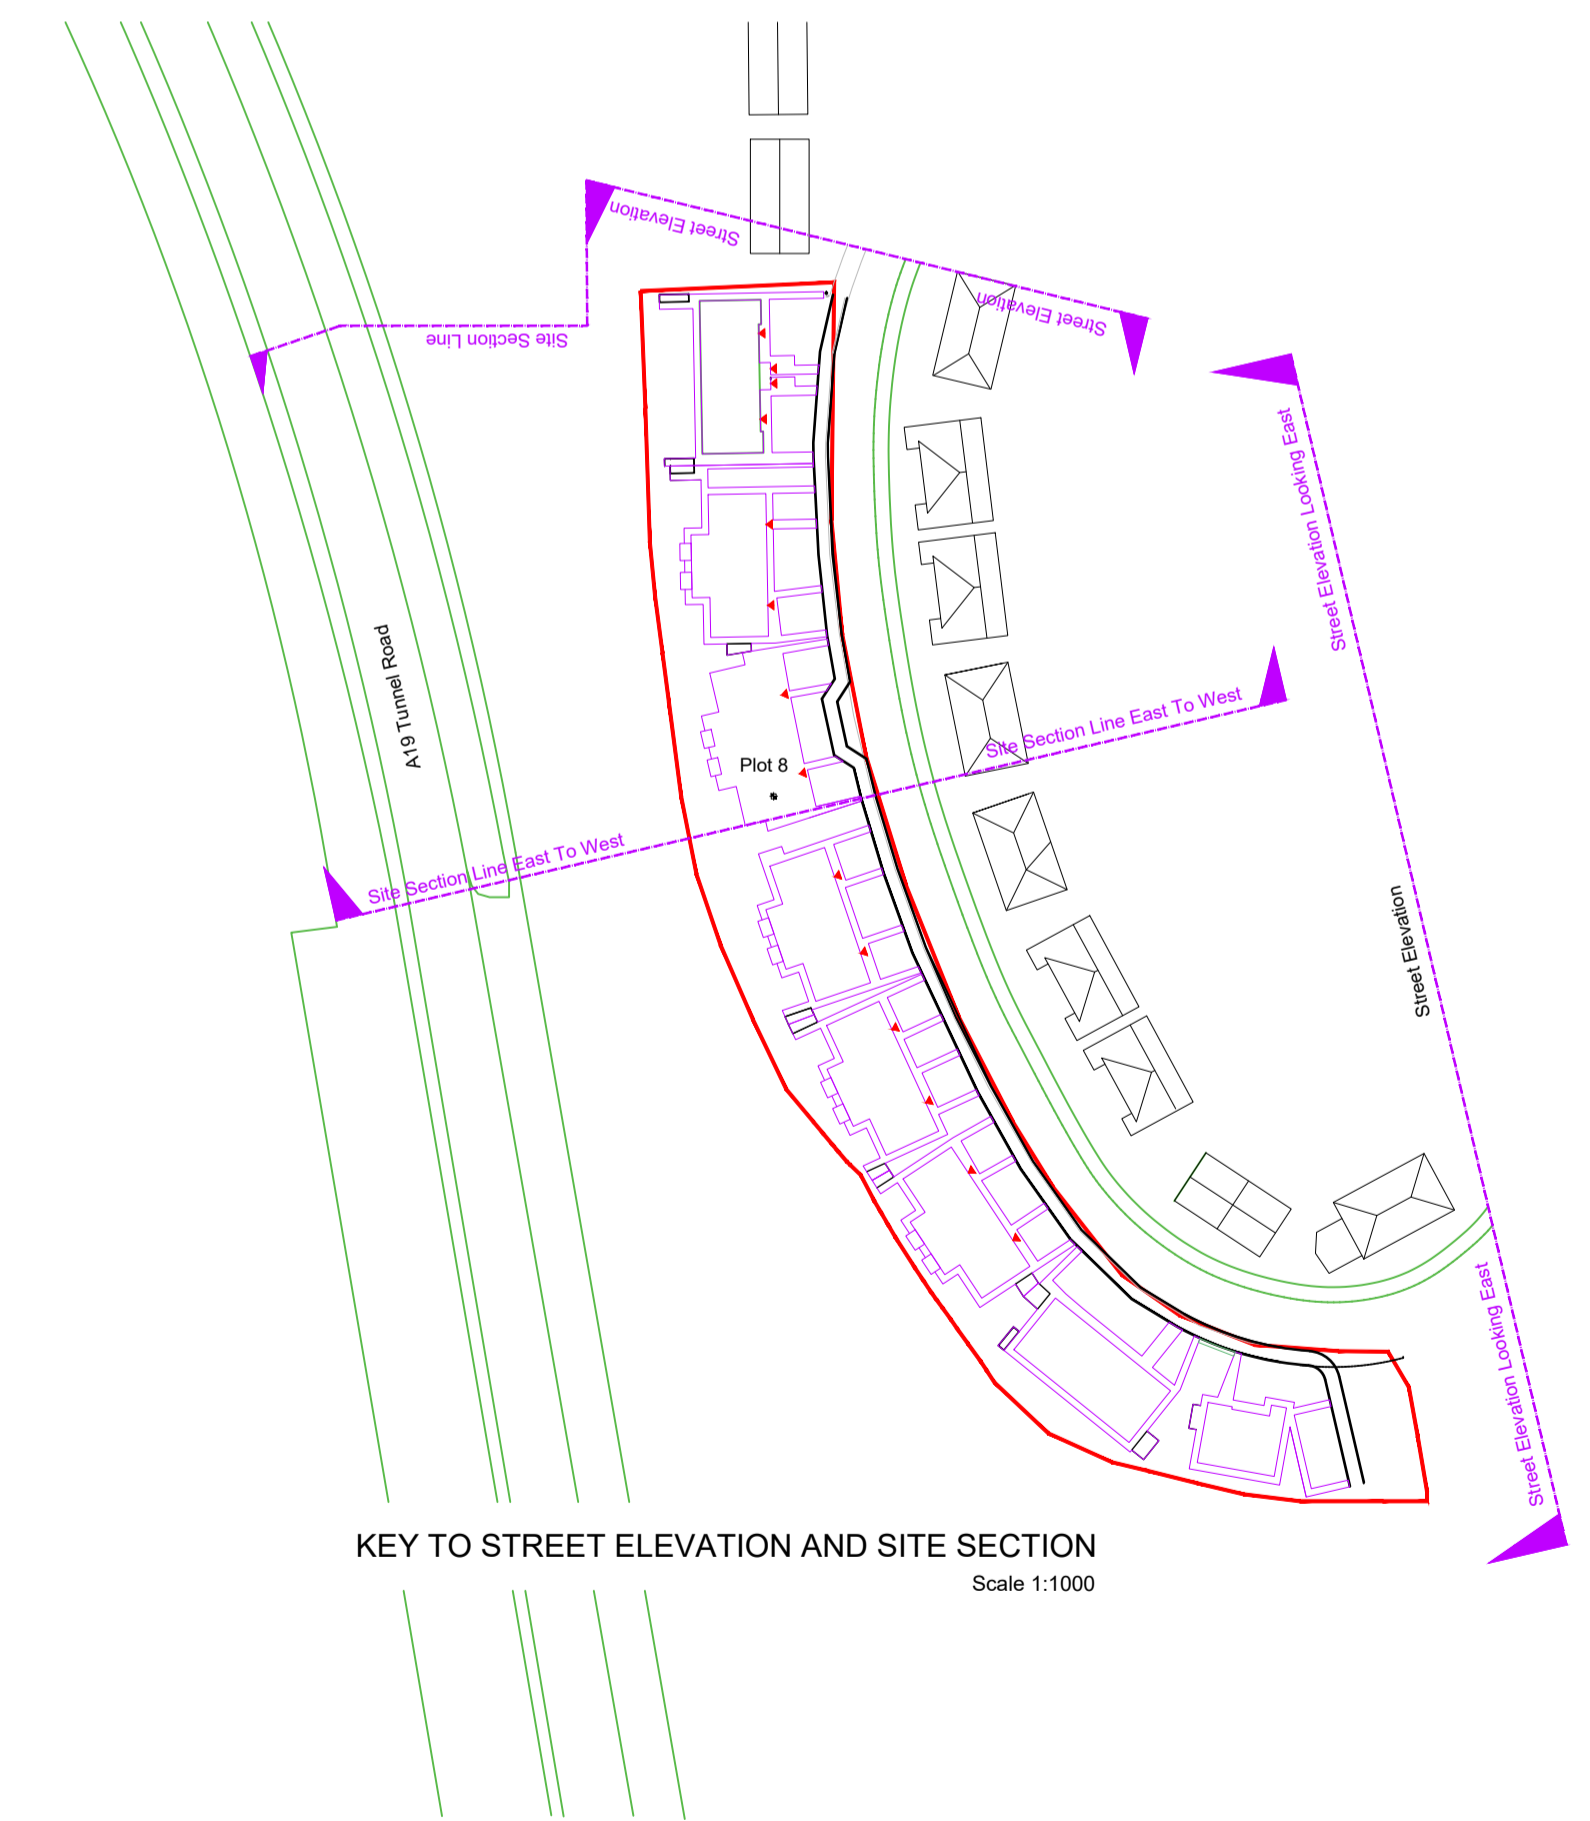 Street Elevation
Street Elevation
Site Section Line
Street Elevation Looking East
A19 Tunnel Road
Site Section Line East To West
Plot 8
Site Section Line East To West
Street Elevation
Street Elevation Looking East
KEY TO STREET ELEVATION AND SITE SECTION
Scale 1:1000